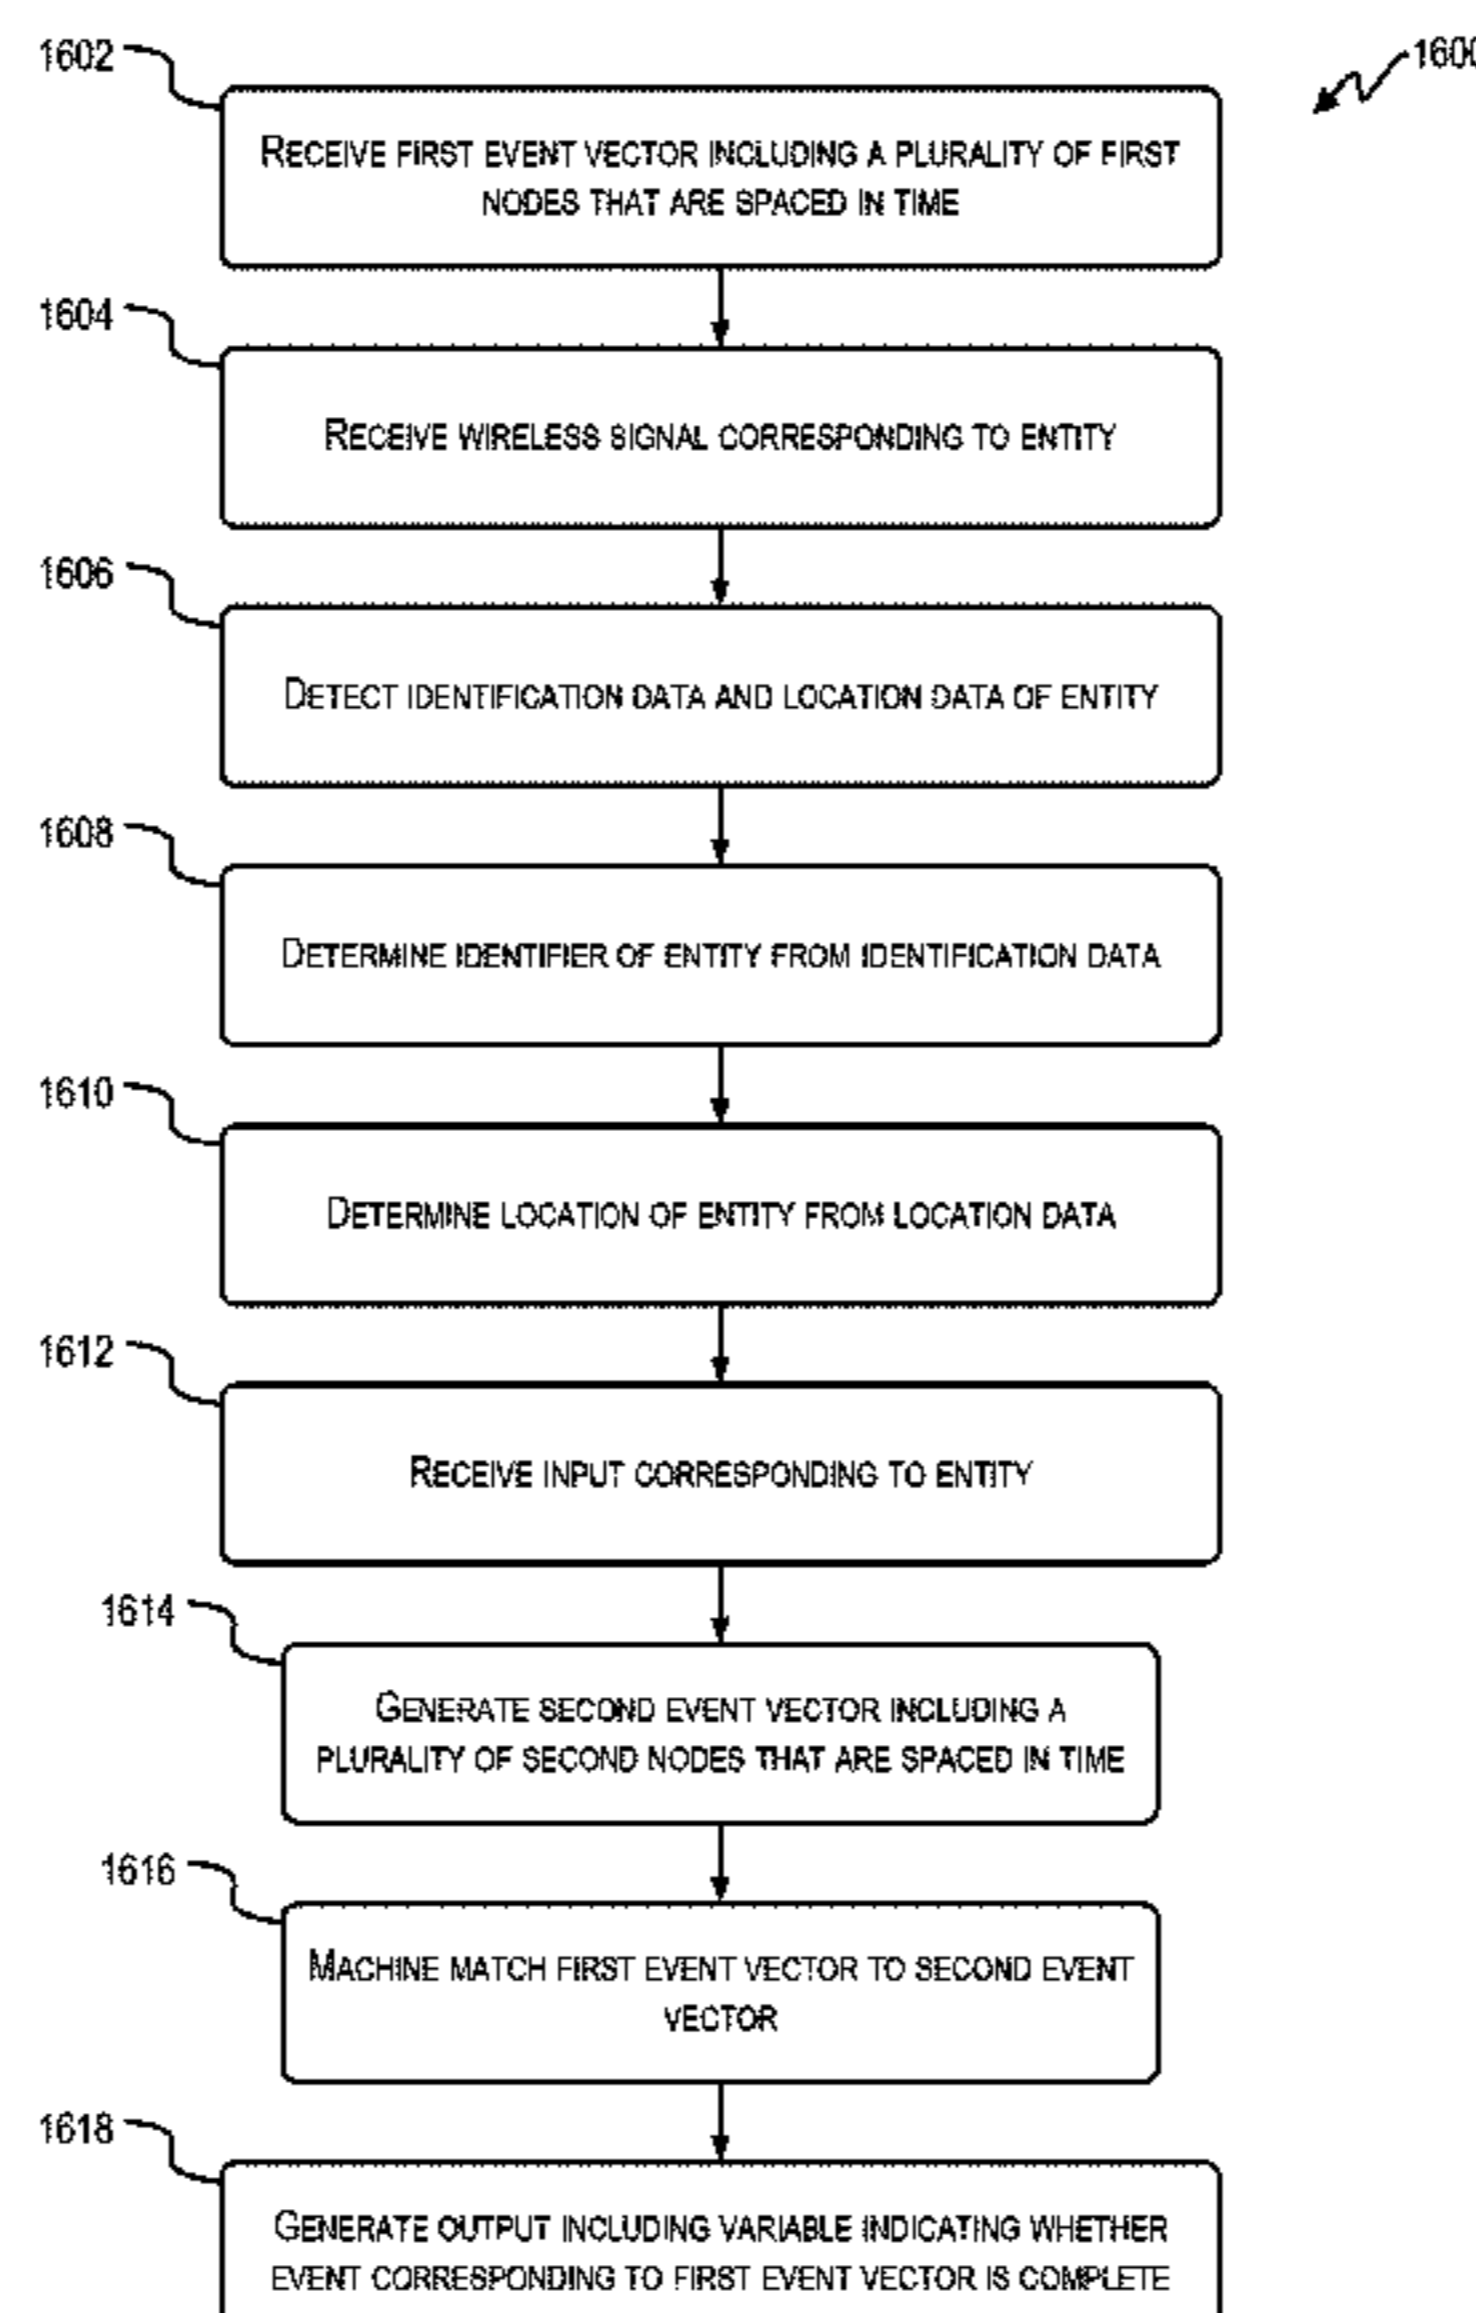 1602
1600
RECEIVE FIRST EVENT VECTOR INCLUDING A PLURALITY OF FIRST
NODES THAT ARE SPACED IN TIME
1604
RECEIVE WIRELESS SIGNAL CORRESPONDING TO ENTITY
1606
DETECT IDENTIFICATION DATA AND LOCATION DATA OF ENTITY
1608
DETERMINE IDENTIFIER OF ENTITY FROM IDENTIFICATION DATA
1610
DETERMINE LOCATION OF ENTITY FROM LOCATION DATA
1612
RECEIVE INPUT CORRESPONDING TO ENTITY
1614
GENERATE SECOND EVENT VECTOR INCLUDING A
PLURALITY OF SECOND NODES THAT ARE SPACED IN TIME
1616
MACHINE MATCH FIRST EVENT VECTOR TO SECOND EVENT
VECTOR
1618
GENERATE OUTPUT INCLUDING VARIABLE INDICATING WHETHER
EVENT CORRESPONDING TO FIRST EVENT VECTOR IS COMPLETE